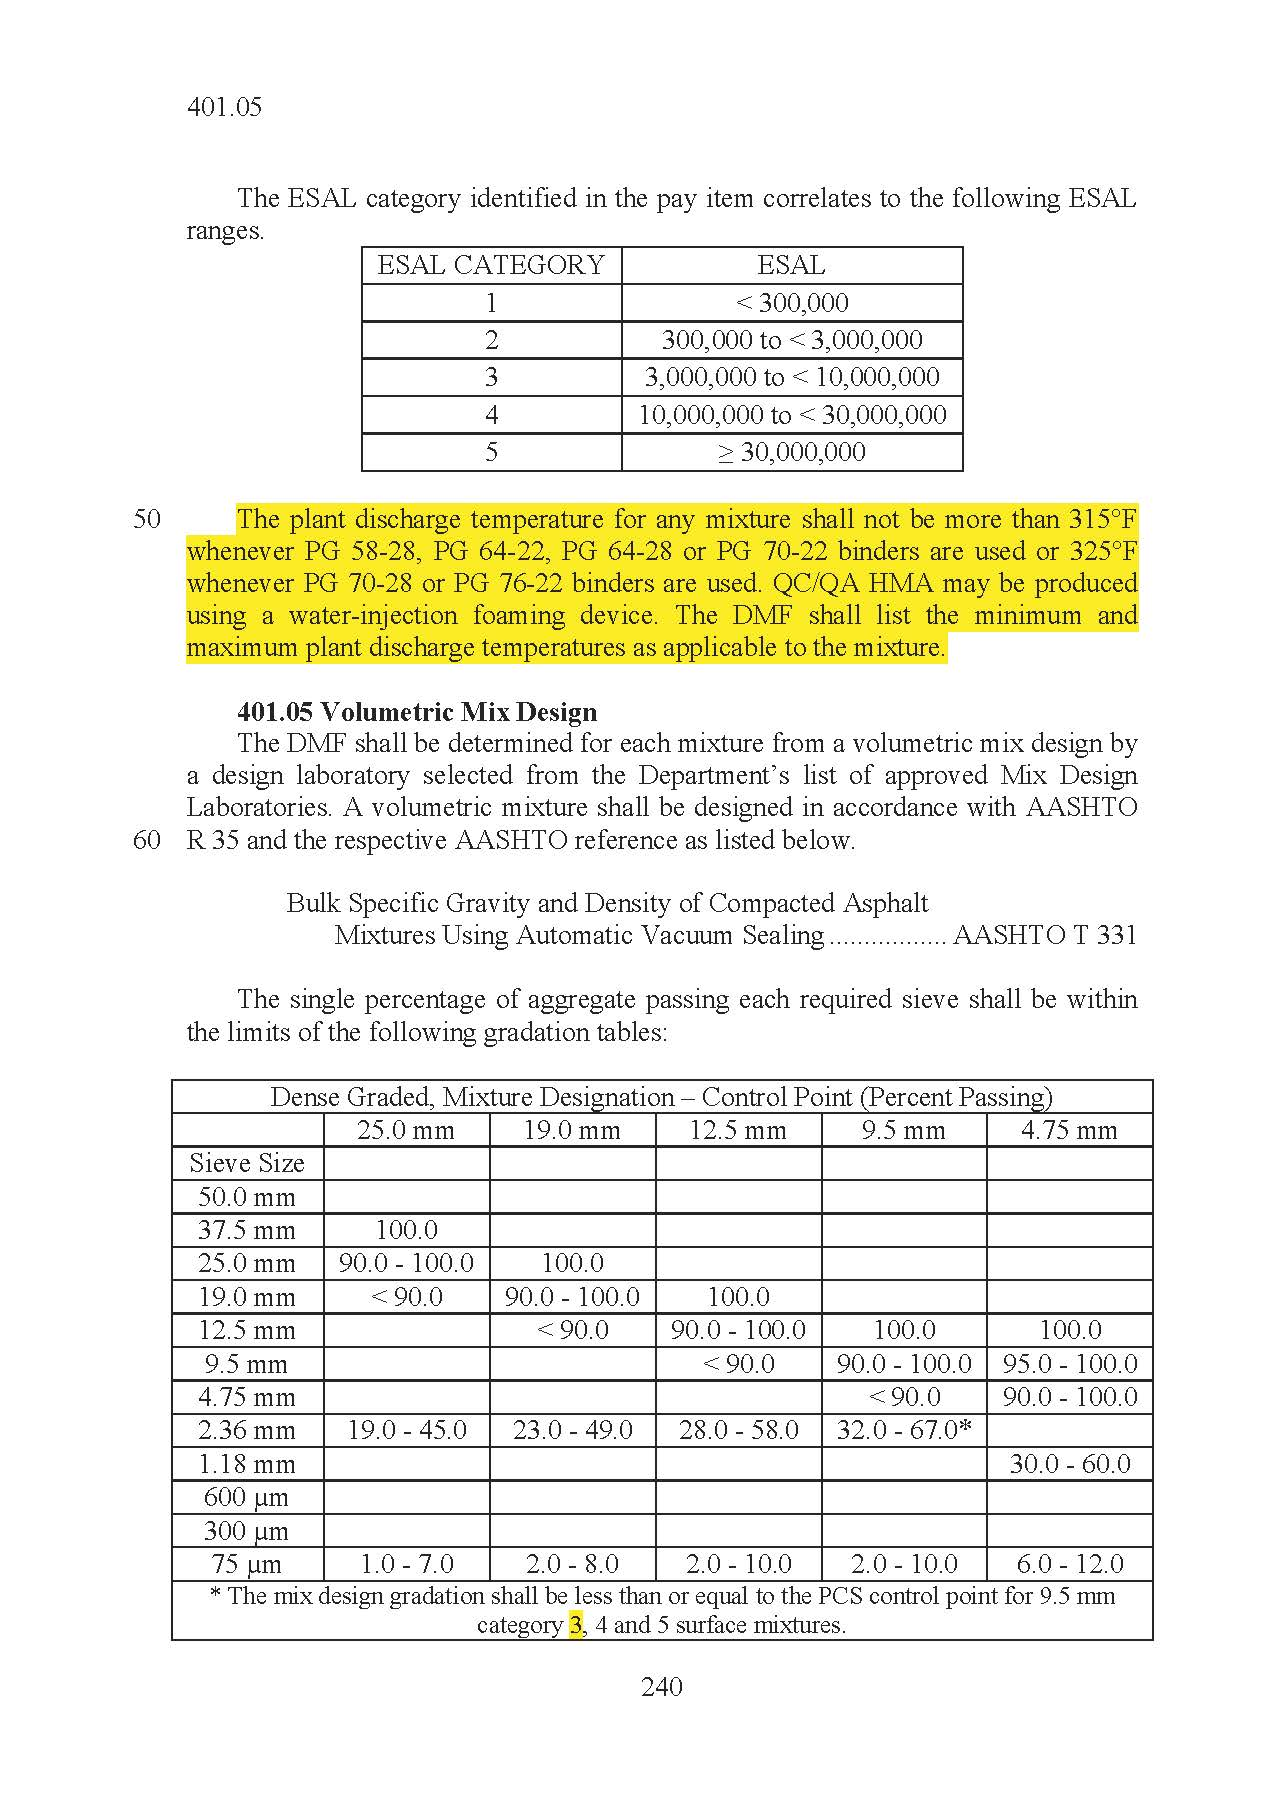 401.05
The ESAL category identified in the pay item correlates to the following ESAL
ranges.
ESAL CATEGORY ESAL
1 < 300,000
2 300,000 to < 3,000,000
3 3,000,000 to < 10,000,000
4 10,000,000 to < 30,000,000
5 ≥ 30,000,000
50 The plant discharge temperature for any mixture shall not be more than 315°F
whenever PG 58-28, PG 64-22, PG 64-28 or PG 70-22 binders are used or 325°F
whenever PG 70-28 or PG 76-22 binders are used. QC/QA HMA may be produced
using a water-injection foaming device. The DMF shall list the minimum and
maximum plant discharge temperatures as applicable to the mixture.
401.05 Volumetric Mix Design
The DMF shall be determined for each mixture from a volumetric mix design by
a design laboratory selected from the Department’s list of approved Mix Design
Laboratories. A volumetric mixture shall be designed in accordance with AASHTO
60 R 35 and the respective AASHTO reference as listed below.
Bulk Specific Gravity and Density of Compacted Asphalt
Mixtures Using Automatic Vacuum Sealing ................. AASHTO T 331
The single percentage of aggregate passing each required sieve shall be within
the limits of the following gradation tables:
Dense Graded, Mixture Designation – Control Point (Percent Passing)
25.0 mm 19.0 mm 12.5 mm 9.5 mm 4.75 mm
Sieve Size
50.0 mm
37.5 mm 100.0
25.0 mm 90.0 - 100.0 100.0
19.0 mm < 90.0 90.0 - 100.0 100.0
12.5 mm < 90.0 90.0 - 100.0 100.0 100.0
9.5 mm < 90.0 90.0 - 100.0 95.0 - 100.0
4.75 mm < 90.0 90.0 - 100.0
2.36 mm 19.0 - 45.0 23.0 - 49.0 28.0 - 58.0 32.0 - 67.0*
1.18 mm 30.0 - 60.0
600 µm
300 µm
75 µm 1.0 - 7.0 2.0 - 8.0 2.0 - 10.0 2.0 - 10.0 6.0 - 12.0
* The mix design gradation shall be less than or equal to the PCS control point for 9.5 mm
category 3, 4 and 5 surface mixtures.
240